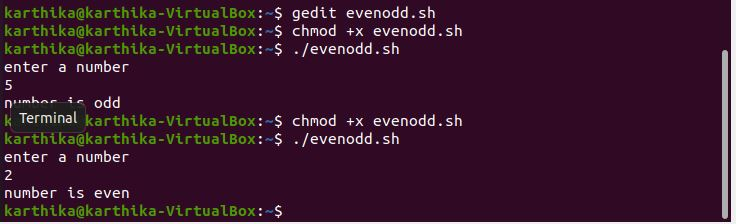 karthika@karthika-VirtualBox:~$ gedit evenodd.sh
karthika@karthika-VirtualBox:~$ chmod +x evenodd.sh
karthika@karthika-VirtualBox:~$ ./evenodd.sh
enter a number
5
number is odd
Terminal
karthika@karthika-VirtualBox:~$ chmod +x evenodd.sh
karthika@karthika-VirtualBox:~$ ./evenodd.sh
enter a number
2
number is even
karthika@karthika-VirtualBox:~$